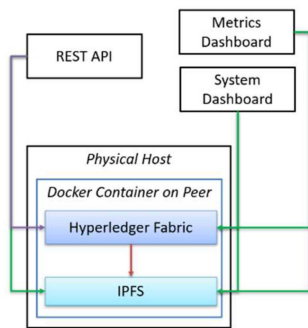 Metrics
Dashboard
REST API
System
Dashboard
Physical Host
Docker Container on Peer
Hyperledger Fabric
IPFS